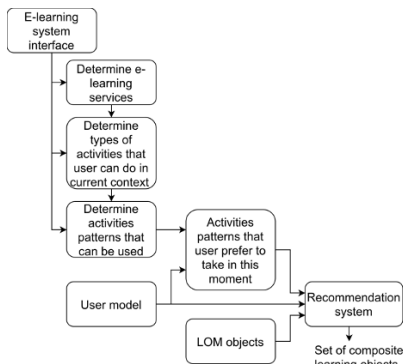 E-learning
system
interface
Determine e-
learning
services
Determine
types of
activities that
user can do in
current context
Determine
activities
patterns that
can be used
Activities
patterns that
user prefer to
take in this
moment
User model
Recommendation
system
LOM objects
Set of composite
learning objects